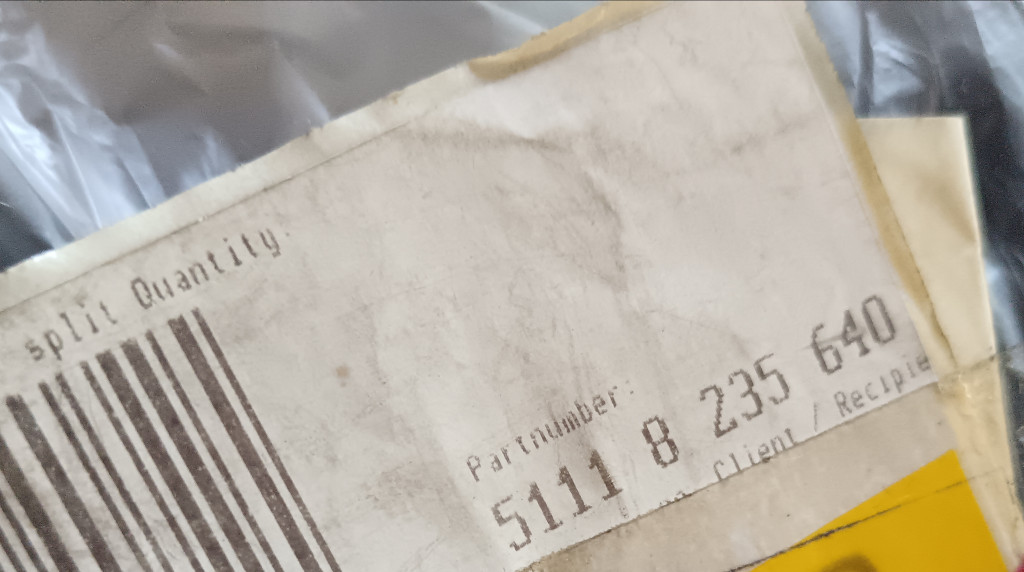 split Quantity:
Partnumber:
5111 8 235 640
Client / Recipie